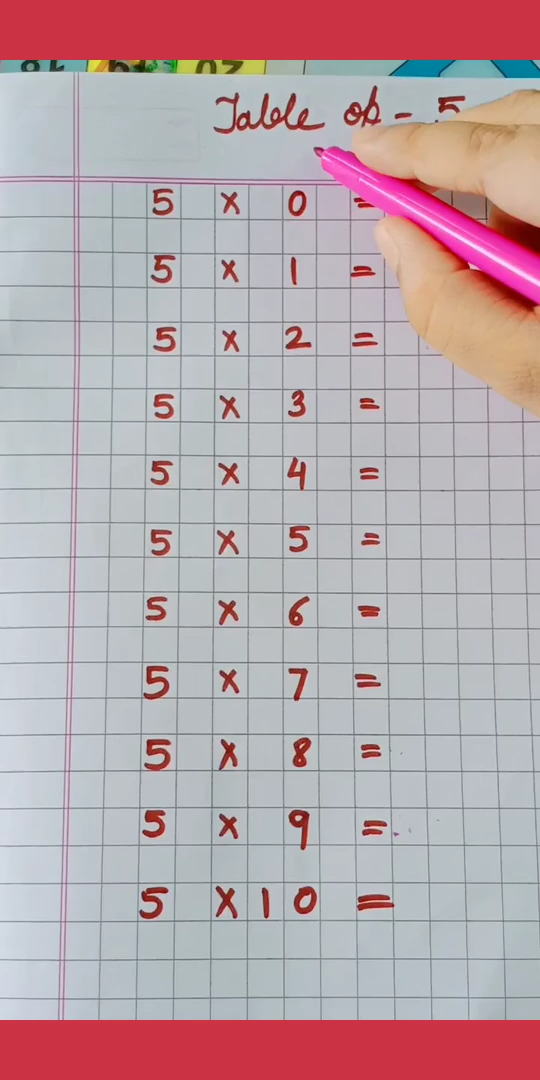 Table of - 5
5 × 0 =
5 × 1 =
5 × 2 =
5 × 3 =
5 × 4 =
5 × 5 =
5 × 6 =
5 × 7 =
5 × 8 =
5 × 9 =
5 × 10 =